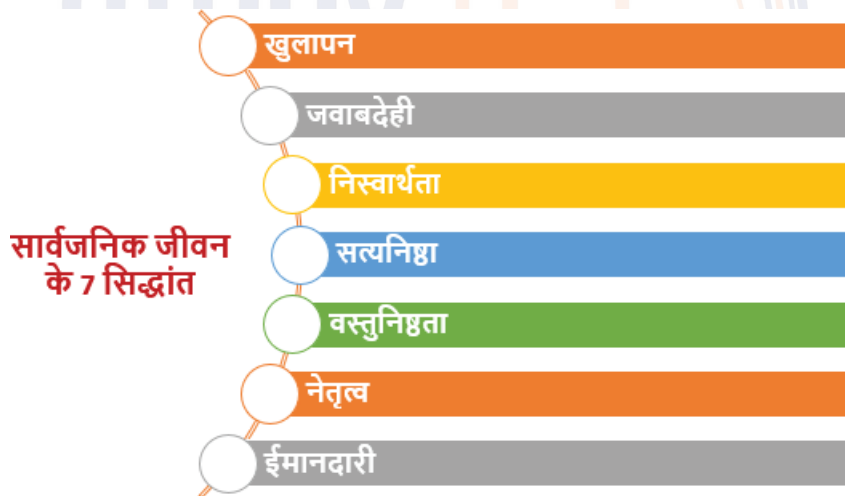 खुलापन
जवाबदेही
निस्वार्थता
सार्वजनिक जीवन
के 7 सिद्धांत
सत्यनिष्ठा
वस्तुनिष्ठता
नेतृत्व
ईमानदारी